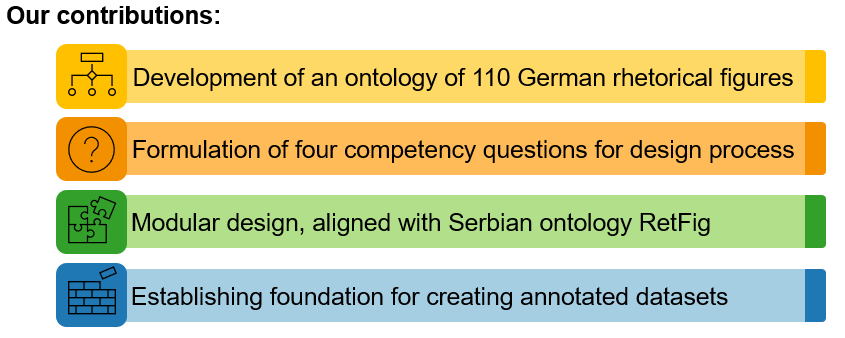 Our contributions:
Development of an ontology of 110 German rhetorical figures
Formulation of four competency questions for design process
Modular design, aligned with Serbian ontology RetFig
Establishing foundation for creating annotated datasets